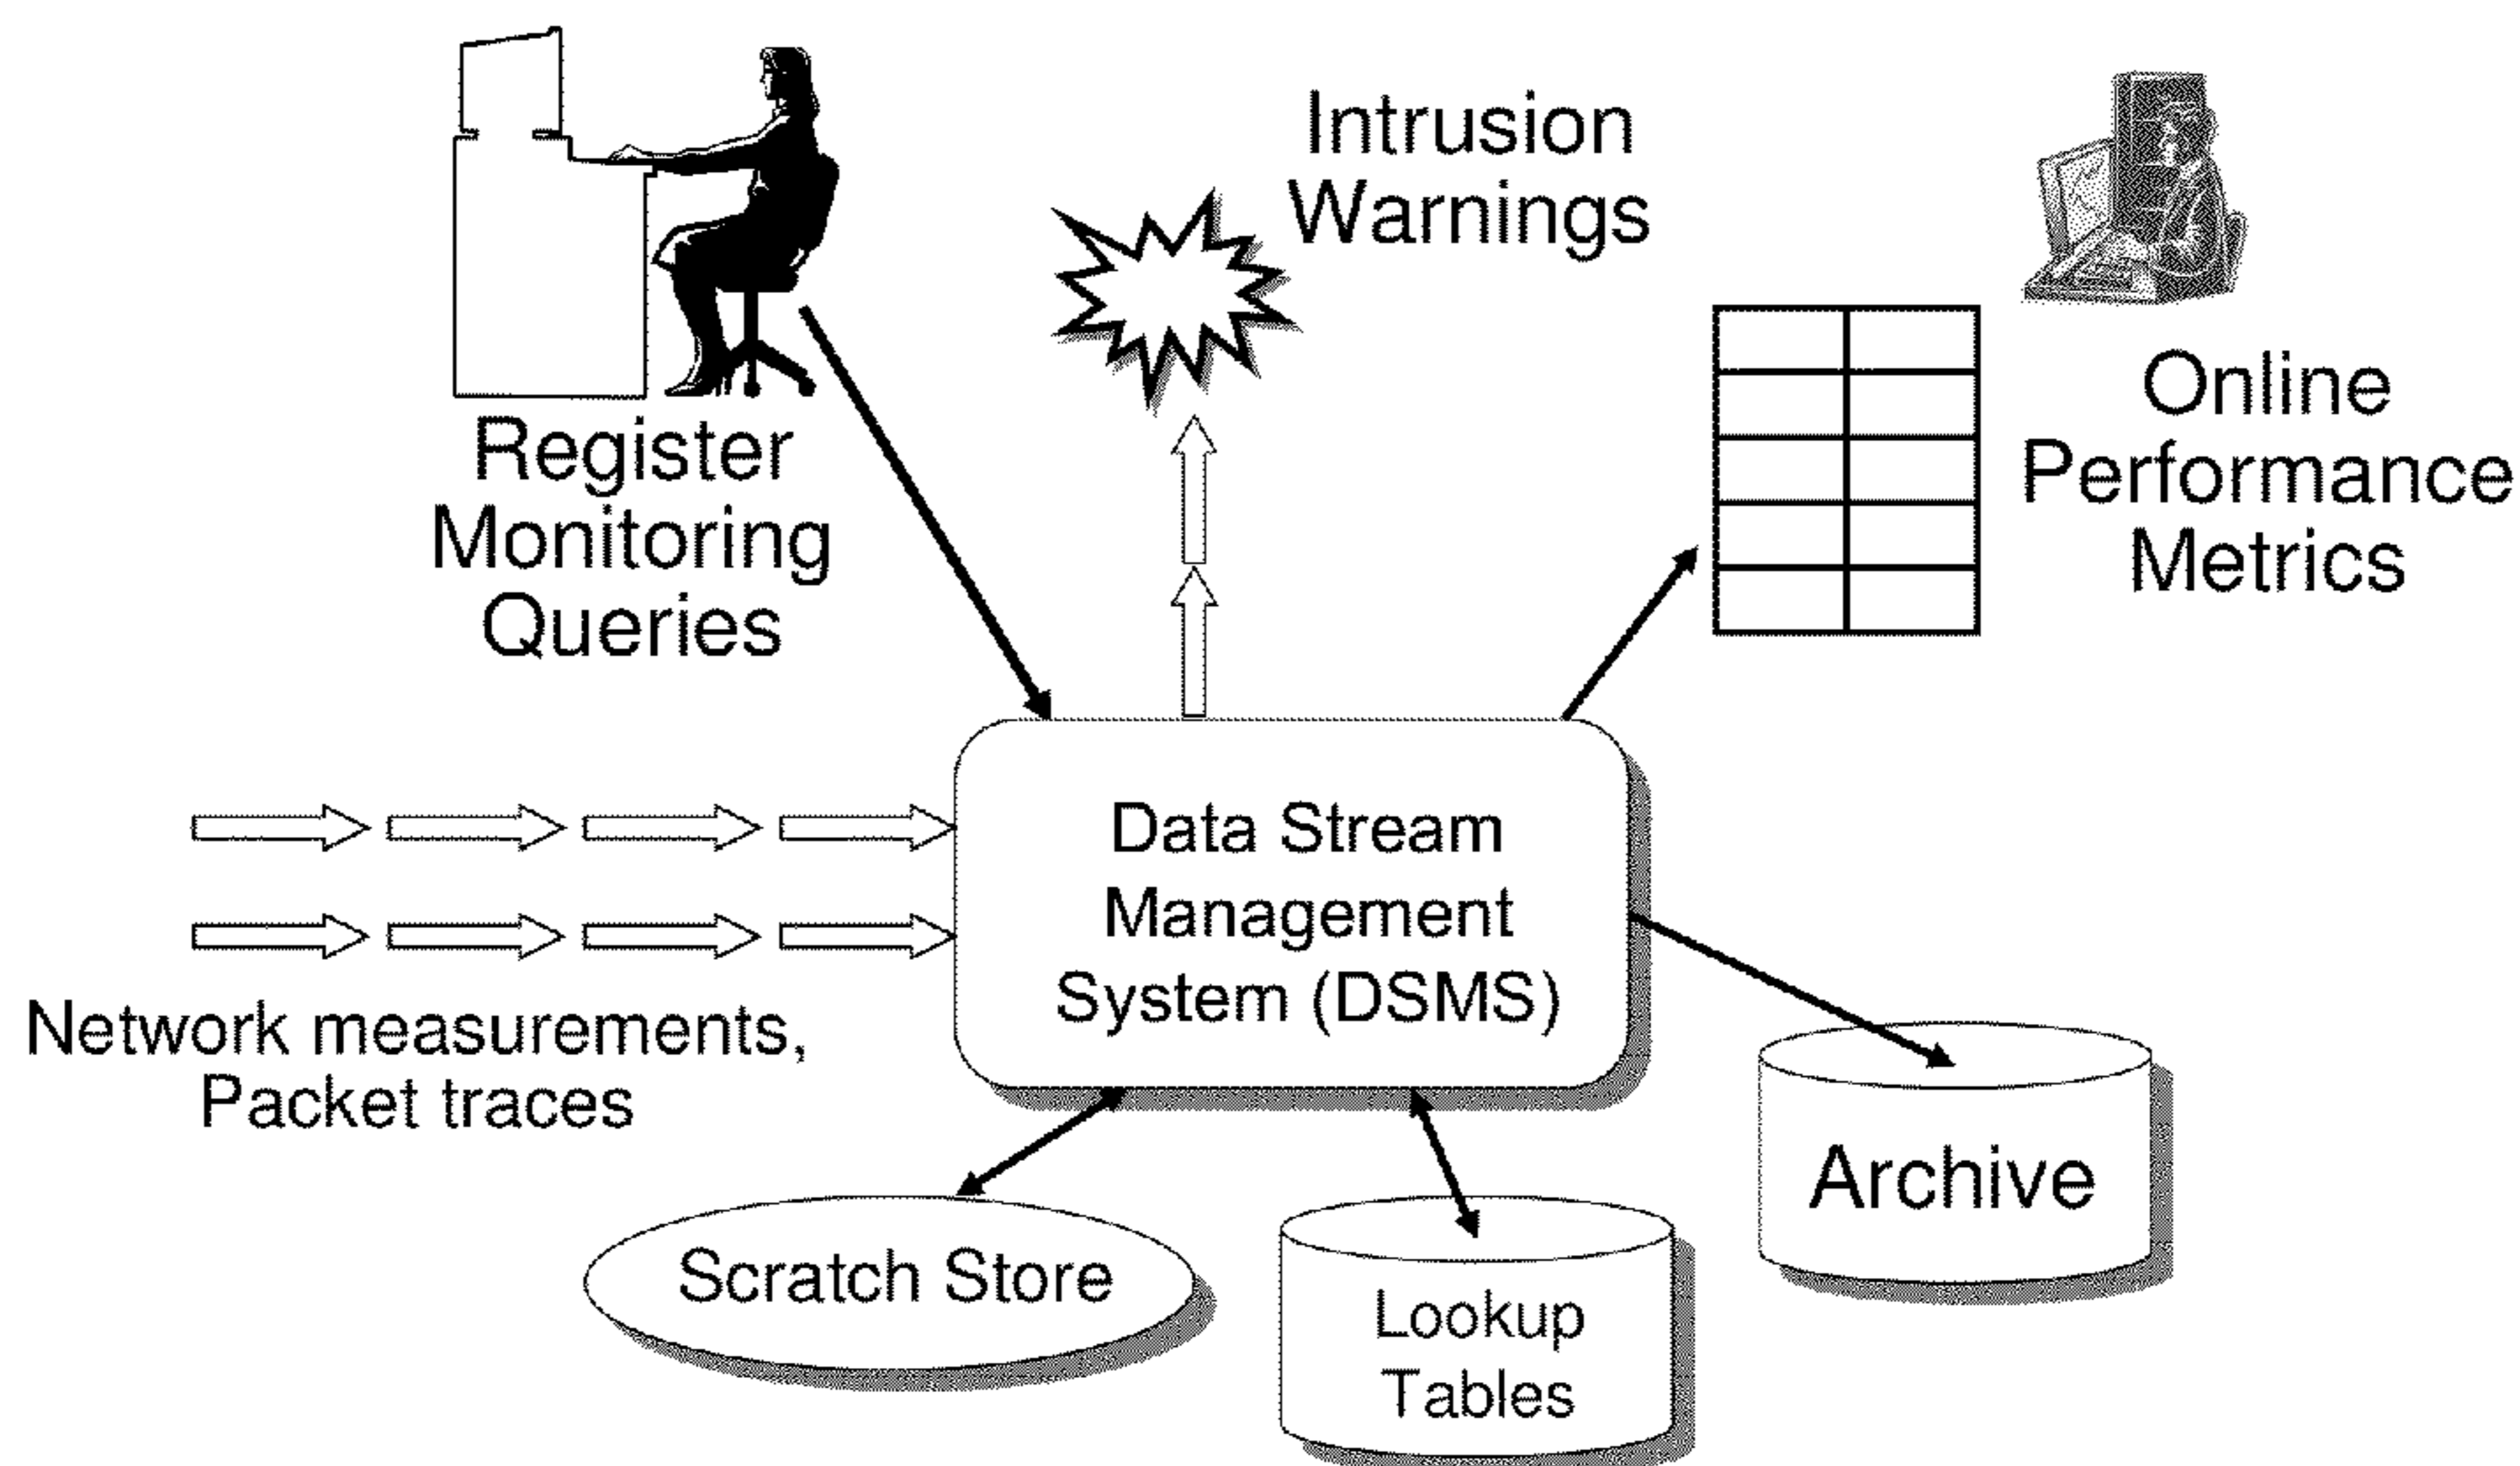 Intrusion
Warnings
Register
Monitoring
Queries
Online
Performance
Metrics
Data Stream
Management
System (DSMS)
Network measurements,
Packet traces
Archive
Scratch Store
Lookup
Tables